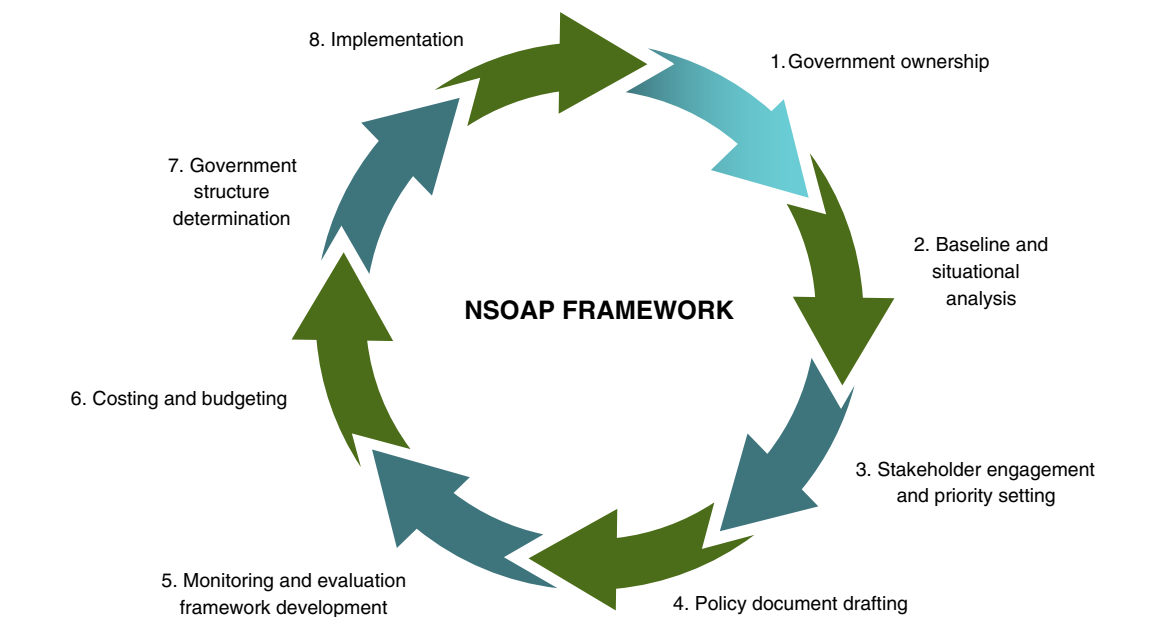 8. Implementation
1.Government ownership
7. Government
structure
determination
2. Baseline and
situational
analysis
NSOAP FRAMEWORK
6. Costing and budgeting
3. Stakeholder engagement
and priority setting
5. Monitoring and evaluation
framework development
4. Policy document drafting